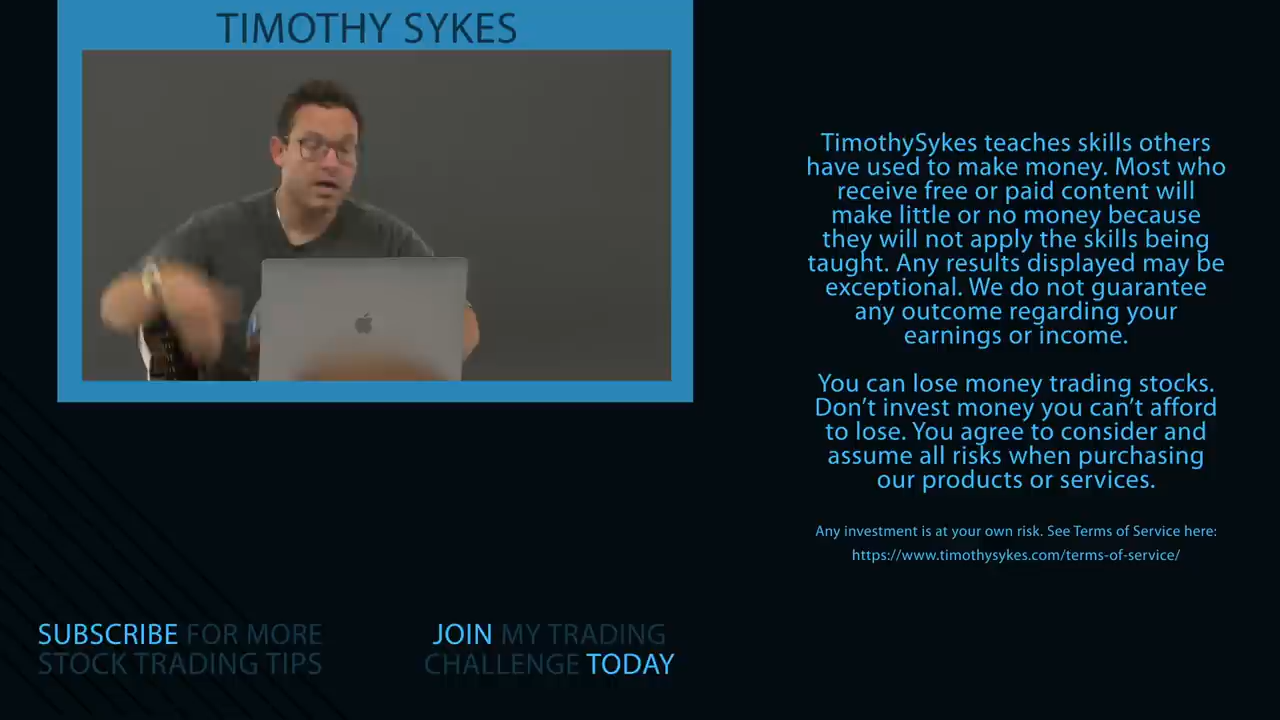 TIMOTHY SYKES
TimothySykes teaches skills others
have used to make money. Most who
receive free or paid content will
make little or no money because
they will not apply the skills being
taught. Any results displayed may be
exceptional. We do not guarantee
any outcome regarding your
earnings or income.
You can lose money trading stocks.
Don’t invest money you can’t afford
to lose. You agree to consider and
assume all risks when purchasing
our products or services.
Any investment is at your own risk. See Terms of Service here:
https://www.timothysykes.com/terms-of-service/
SUBSCRIBE FOR MORE
STOCK TRADING TIPS
JOIN MY TRADING
CHALLENGE TODAY